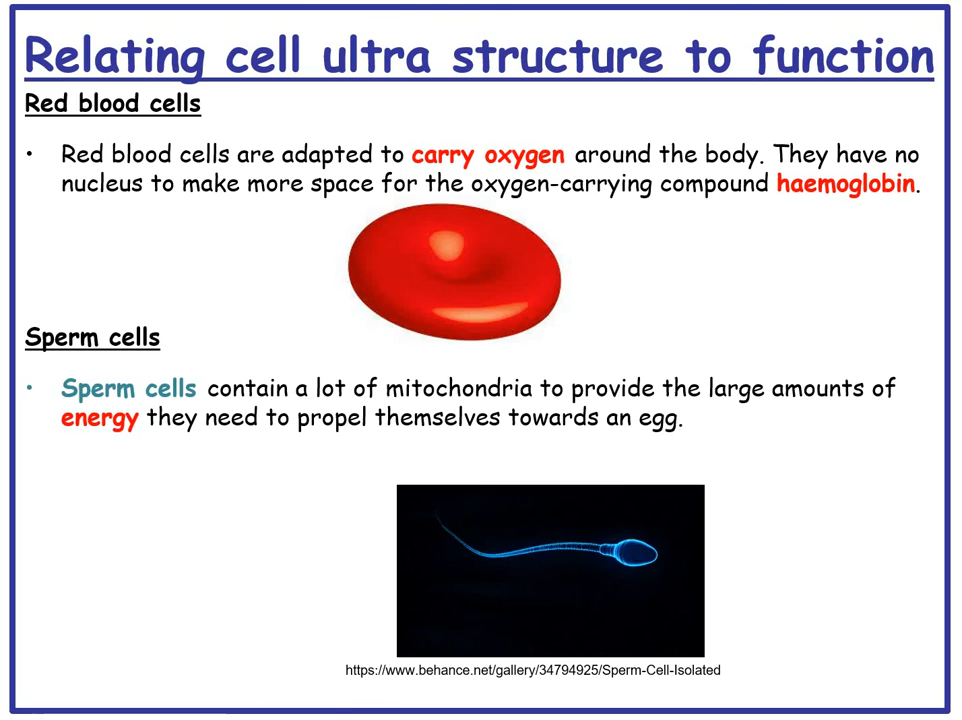 Relating cell ultra structure to function
Red blood cells
• Red blood cells are adapted to carry oxygen around the body. They have no
nucleus to make more space for the oxygen-carrying compound haemoglobin.
Sperm cells
• Sperm cells contain a lot of mitochondria to provide the large amounts of
energy they need to propel themselves towards an egg.
https://www.behance.net/gallery/34794925/Sperm-Cell-Isolated